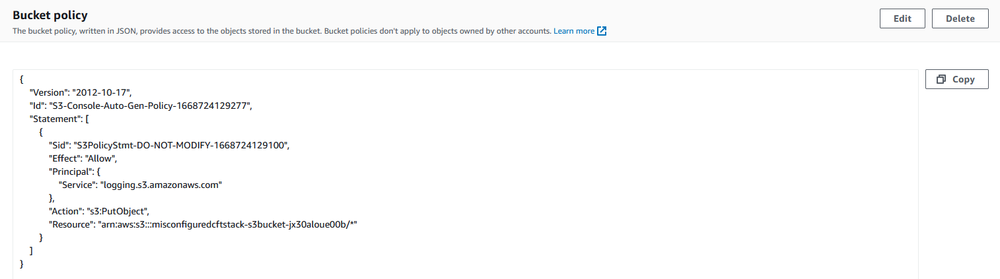 Bucket policy
The bucket policy, written in JSON, provides access to the objects stored in the bucket. Bucket policies don't apply to objects owned by other accounts. Learn more
Edit
Delete
Copy
{
"Version": "2012-10-17",
"Id": "S3-Console-Auto-Gen-Policy-1668724129277",
"Statement": [
{
"Sid": "S3PolicyStmt-DO-NOT-MODIFY-1668724129100",
"Effect": "Allow",
"Principal": {
"Service": "logging.s3.amazonaws.com"
},
"Action": "s3:PutObject",
"Resource": "arn:aws:s3:::misconfiguredcftstack-s3bucket-jx30aloue00b/*"
}
]
}